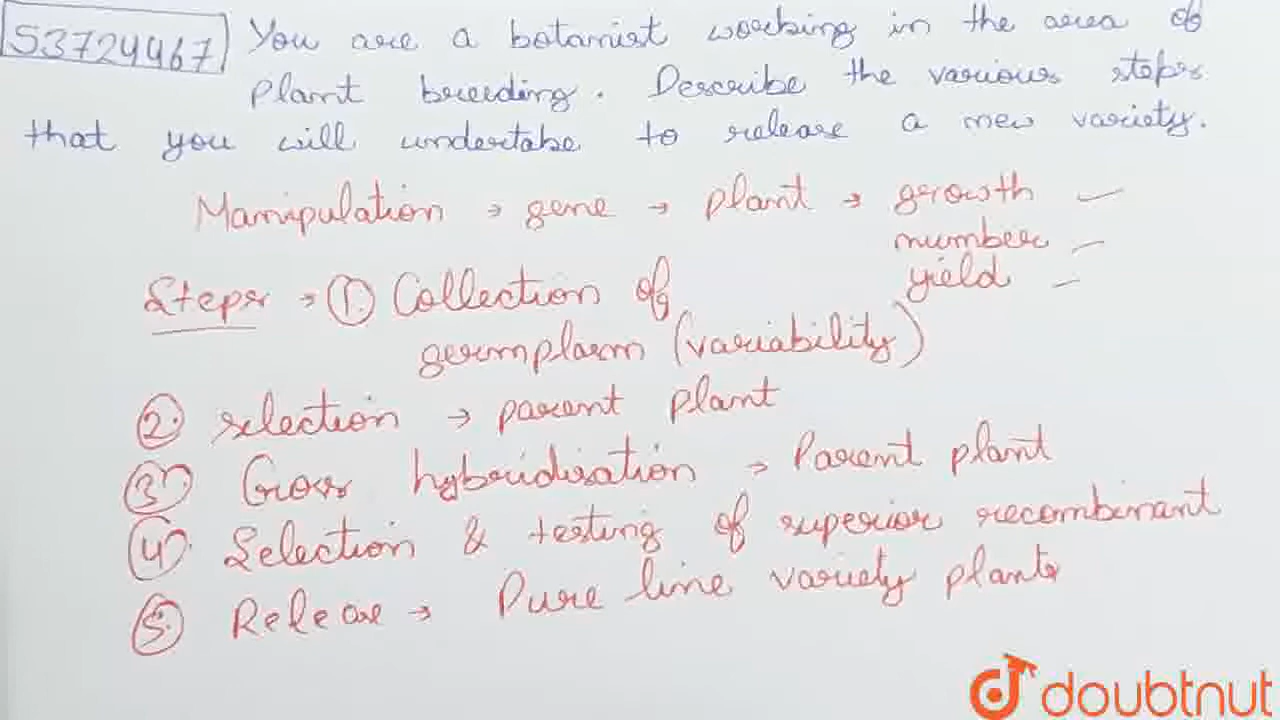 53724467 You are a botanist working in the area of
plant breeding. Describe the various steps
that you will undertake to release a new variety.
Manipulation → gene → plant → growth
number
yield
Steps → 1. Collection of
germplasm (variability)
2. selection → parent plant
3. Cross hybridisation → Parent plant
4. Selection & testing of superior recombinant
5. Release → Pure line variety plants
doubtnut